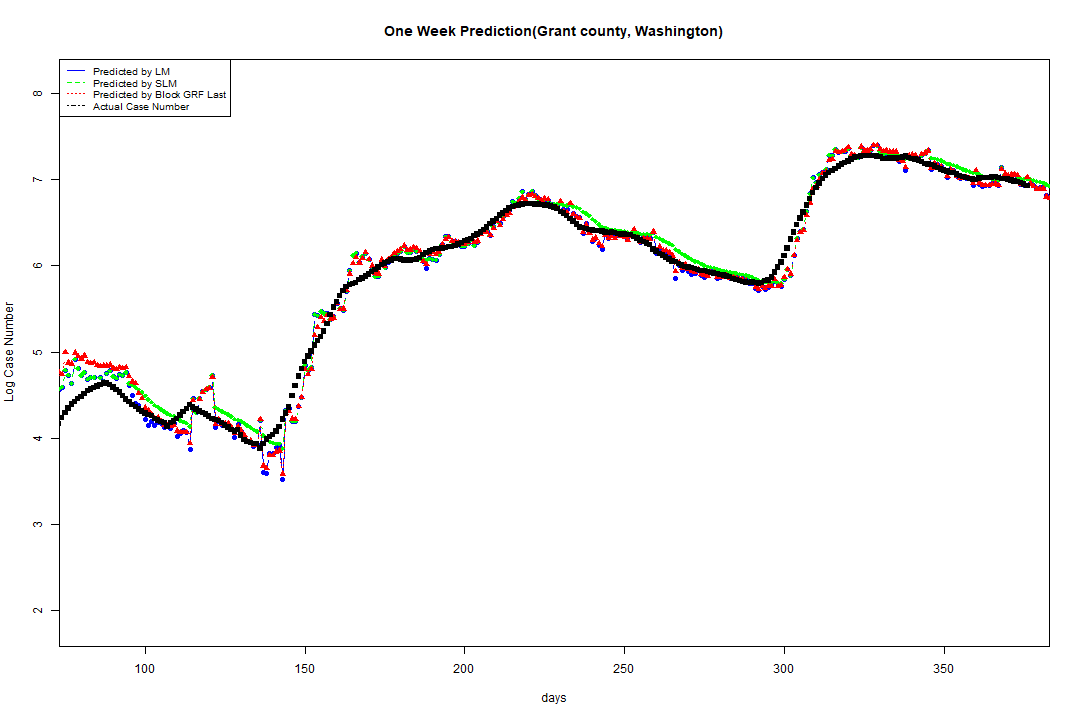 One Week Prediction(Grant county, Washington)
Predicted by LM
Predicted by SLM
Predicted by Block GRF Last
Actual Case Number
8
7
6
5
4
3
2
Log Case Number
100 150 200 250 300 350
days